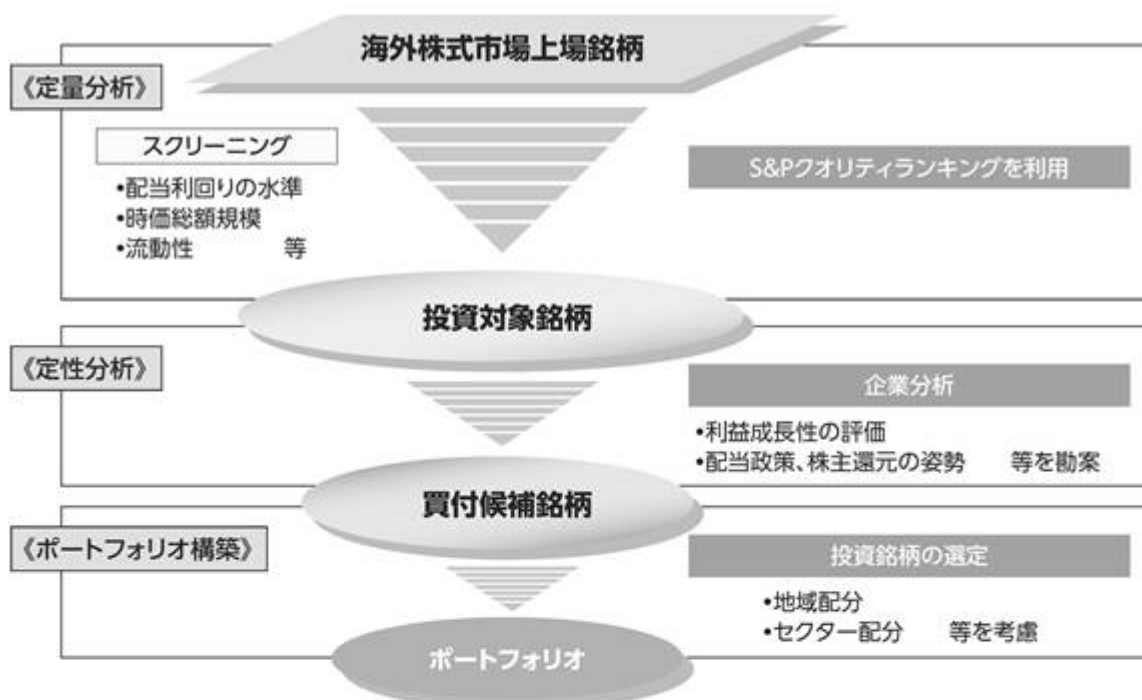 海外株式市場上場銘柄
《定量分析》
スクリーニング
•配当利回りの水準
•時価総額規模
•流動性　　　等
S&Pクオリティランキングを利用
投資対象銘柄
《定性分析》
企業分析
•利益成長性の評価
•配当政策、株主還元の姿勢　　等を勘案
買付候補銘柄
《ポートフォリオ構築》
投資銘柄の選定
•地域配分
•セクター配分　　等を考慮
ポートフォリオ